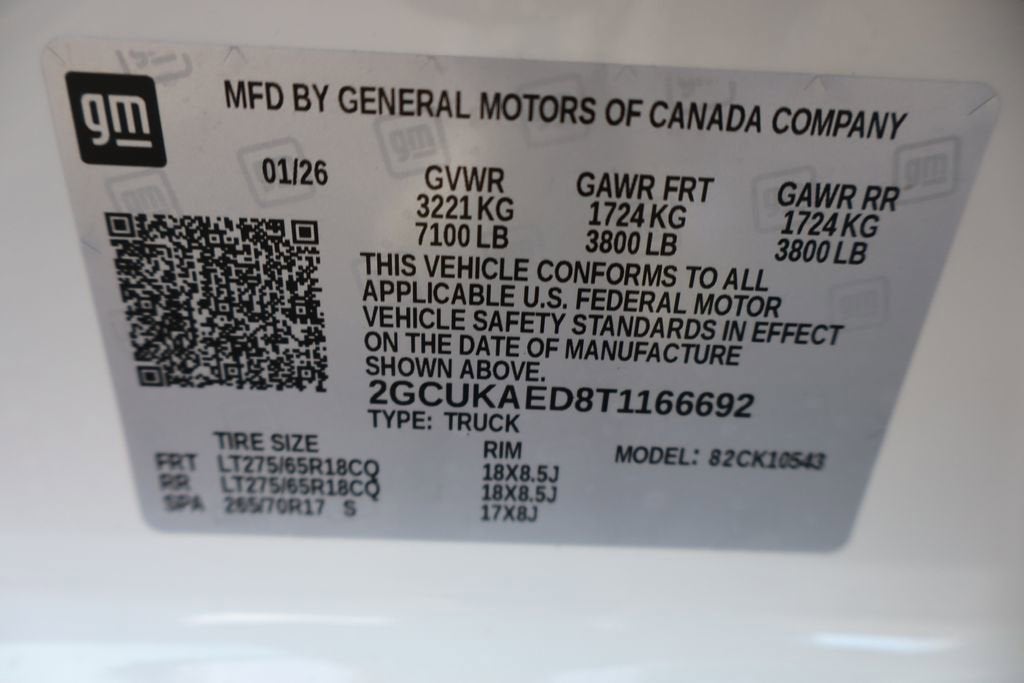 gm
MFD BY GENERAL MOTORS OF CANADA COMPANY
01/26
GVWR GAWR FRT GAWR RR
3221 KG 1724 KG 1724 KG
7100 LB 3800 LB 3800 LB
THIS VEHICLE CONFORMS TO ALL
APPLICABLE U.S. FEDERAL MOTOR
VEHICLE SAFETY STANDARDS IN EFFECT
ON THE DATE OF MANUFACTURE
SHOWN ABOVE.
2GCUKAED8T1166692
TYPE: TRUCK
TIRE SIZE RIM MODEL: 82CK10543
FRT LT275/65R18CQ 18X8.5J
RR LT275/65R18CQ 18X8.5J
SPA 265/70R17 S 17X8J